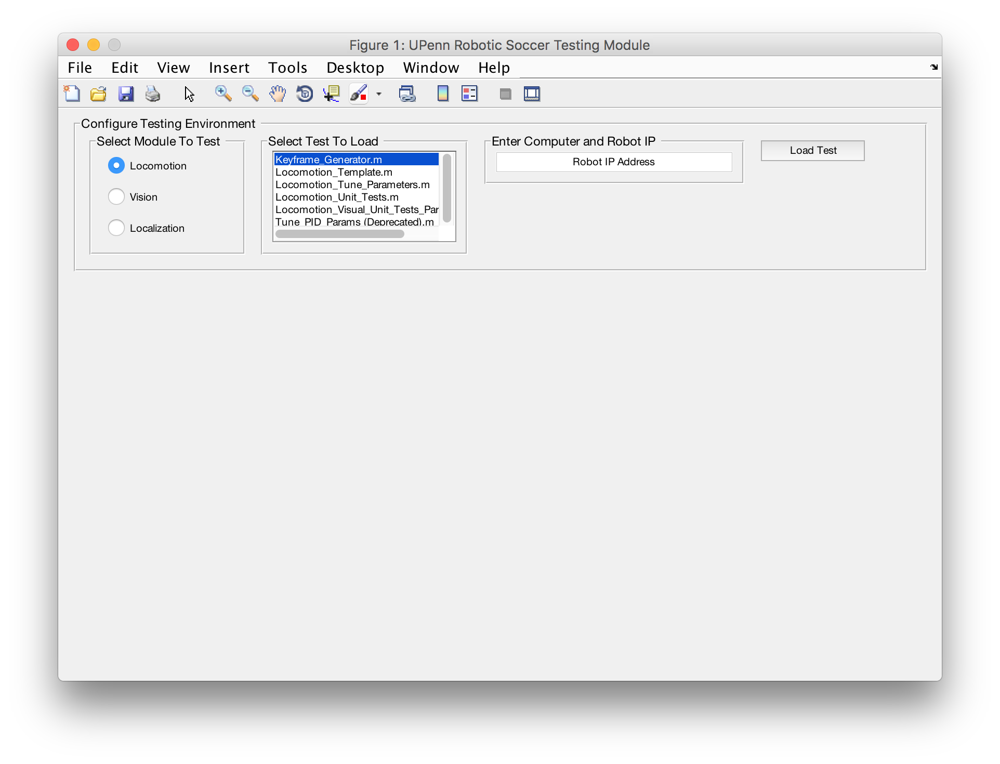 Figure 1: UPenn Robotic Soccer Testing Module
File Edit View Insert Tools Desktop Window Help
Configure Testing Environment
Select Module To Test
Locomotion
Vision
Localization
Select Test To Load
Keyframe_Generator.m
Locomotion_Template.m
Locomotion_Tune_Parameters.m
Locomotion_Unit_Tests.m
Locomotion_Visual_Unit_Tests_Par
Tune_PID_Params (Deprecated).m
Enter Computer and Robot IP
Robot IP Address
Load Test